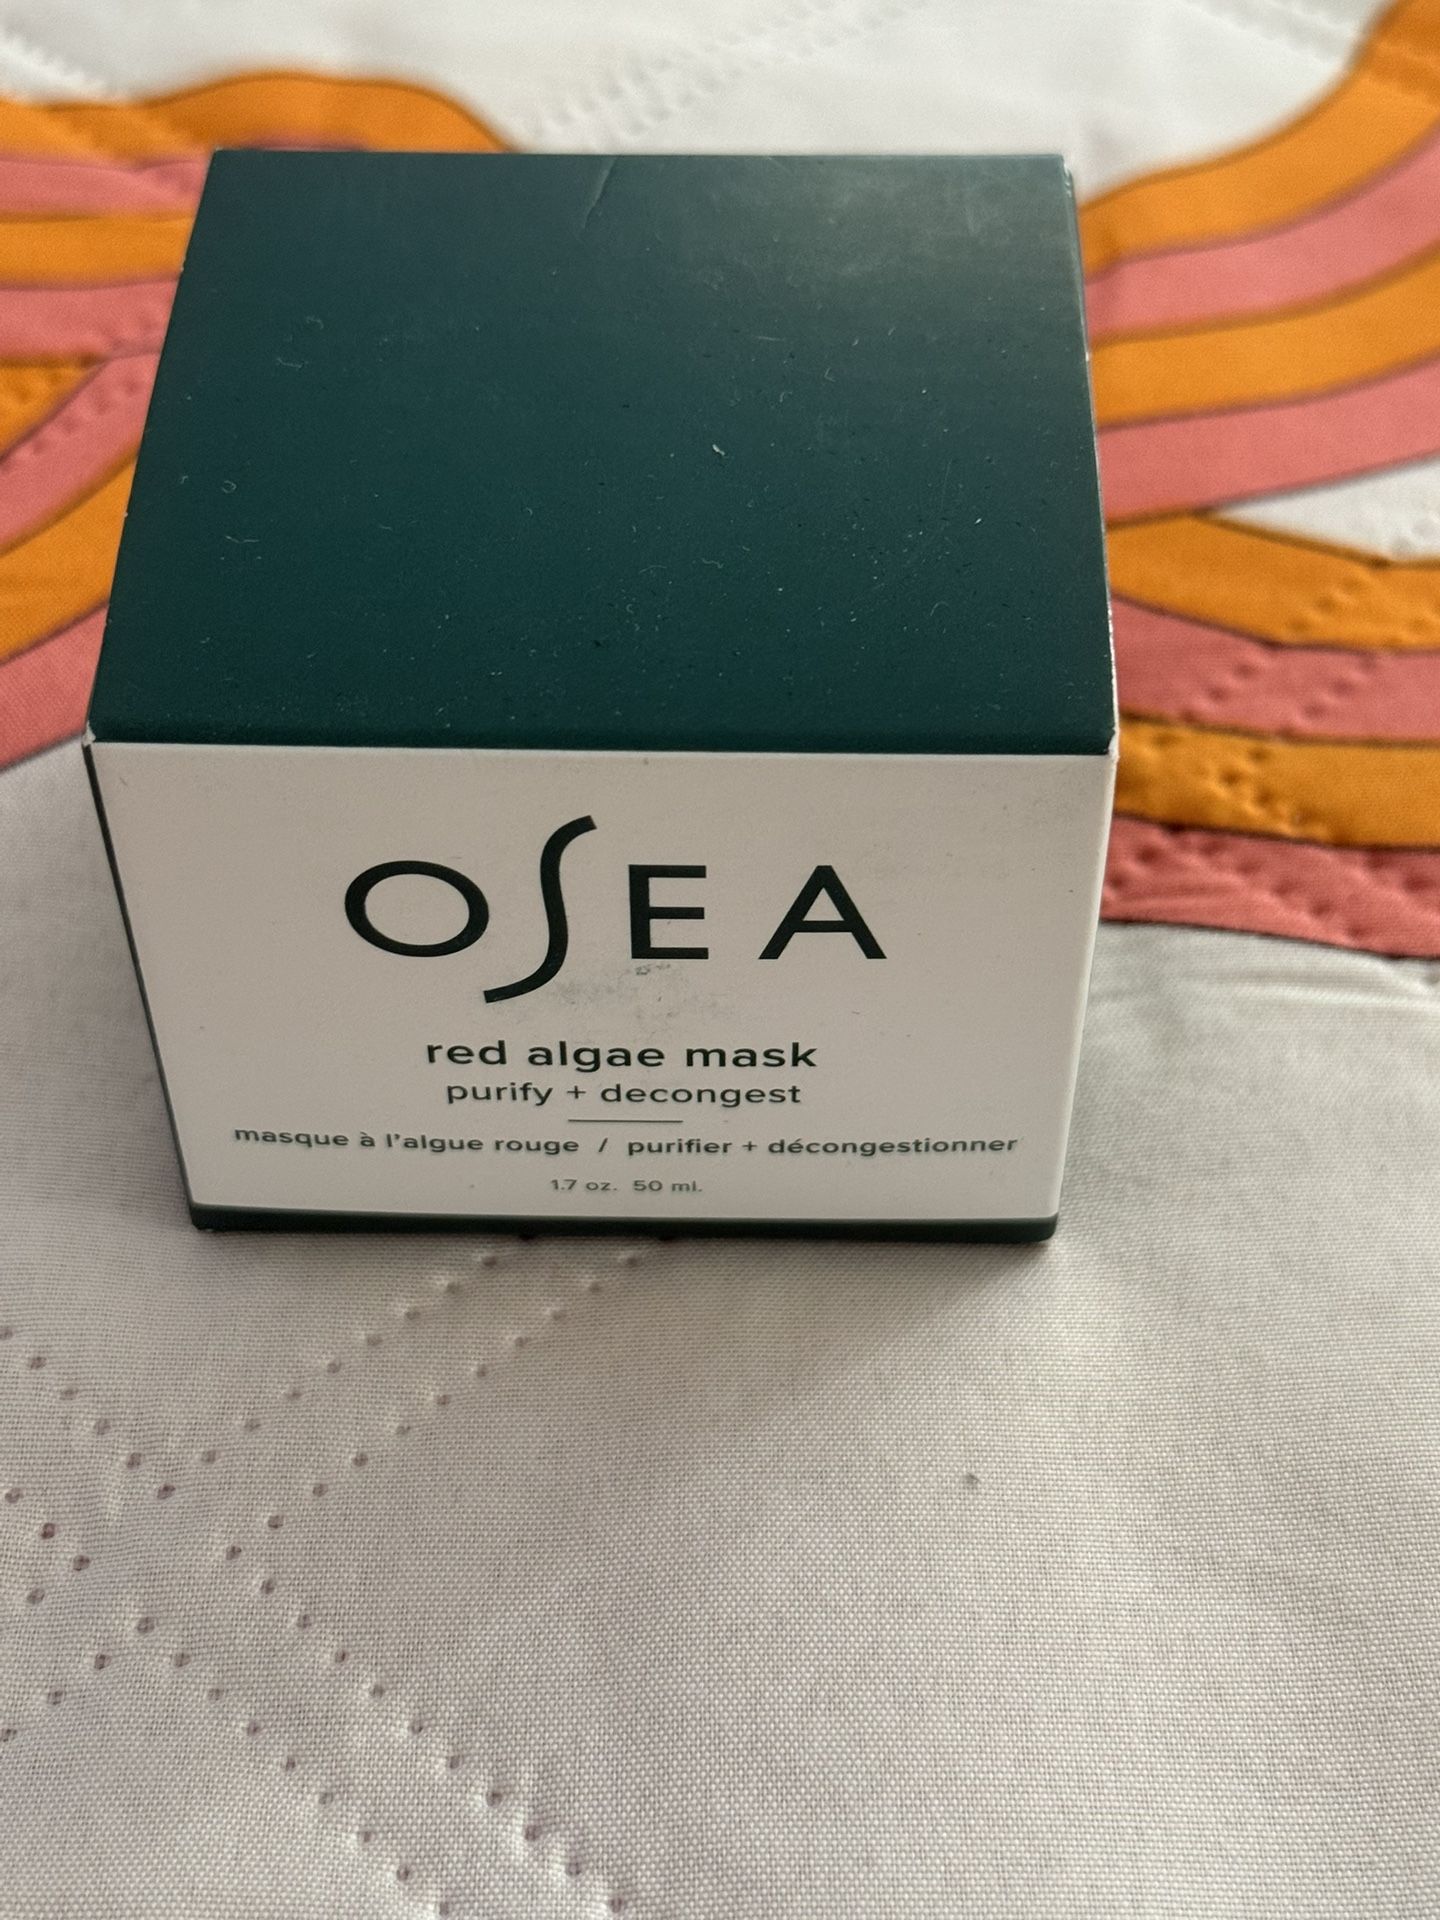 OSEA
red algae mask
purify + decongest
masque à l'algue rouge / purifier + décongestionner
1.7 oz. 50 ml.